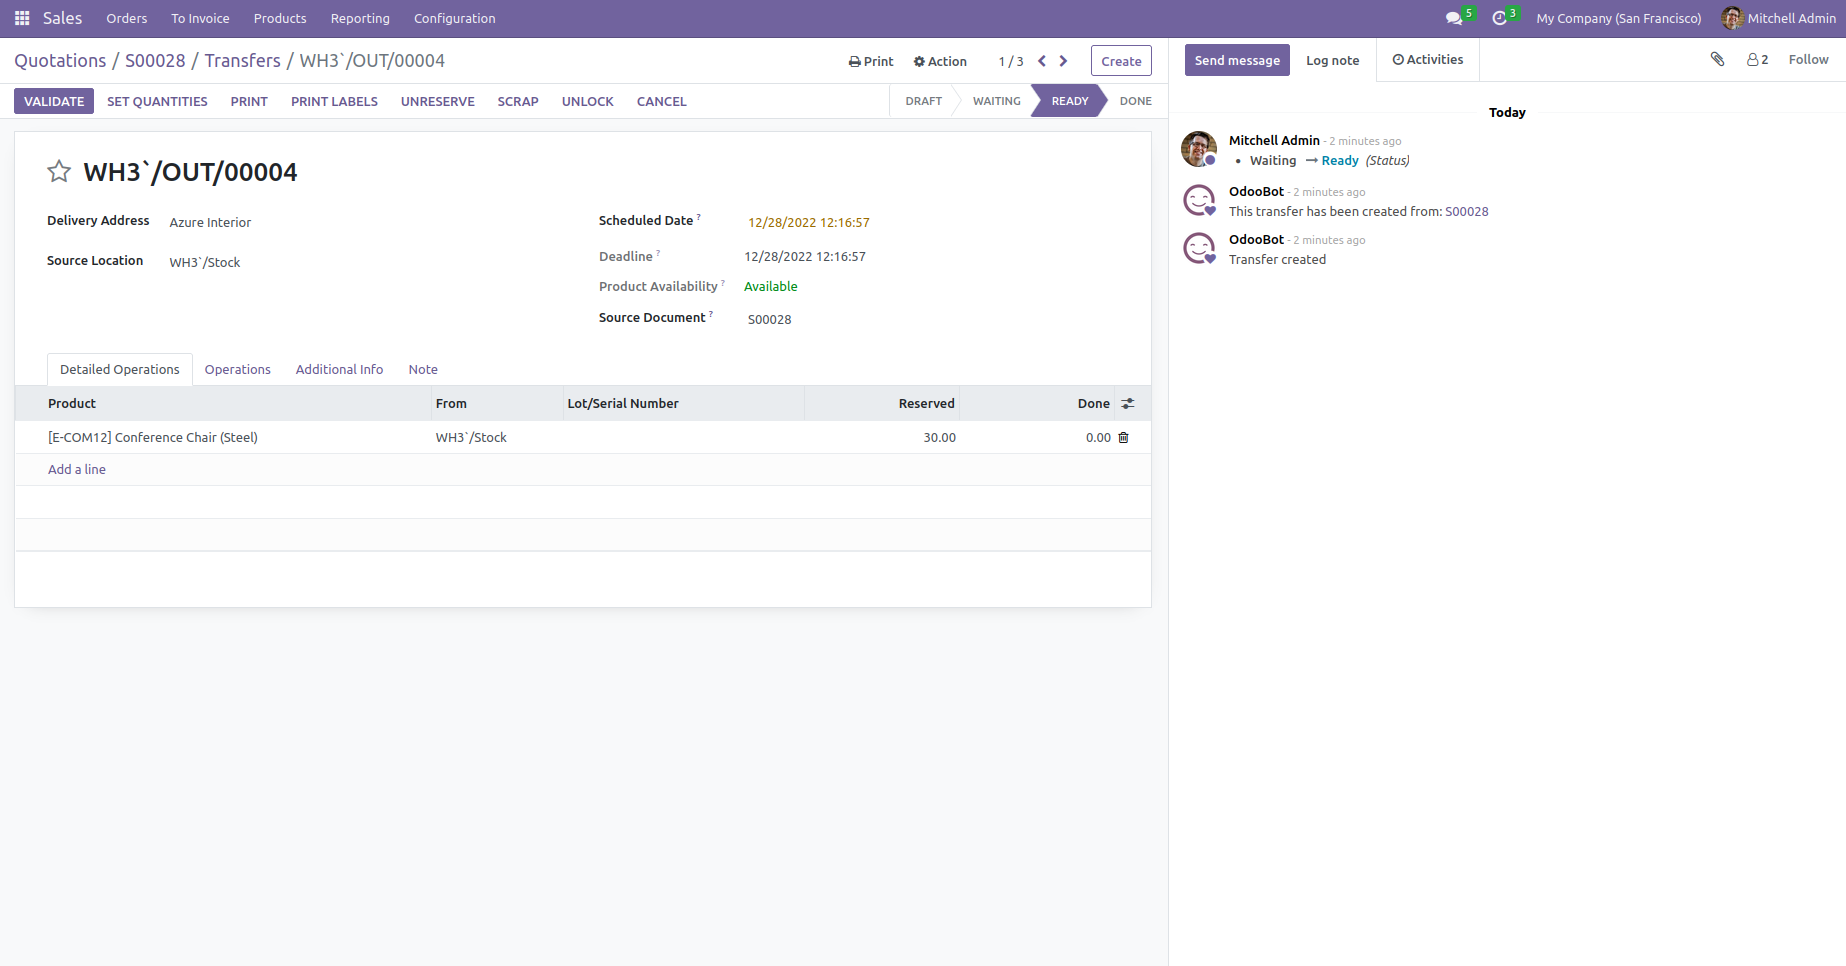 Sales Orders To Invoice Products Reporting Configuration 5 3 My Company (San Francisco) Mitchell Admin
Quotations / S00028 / Transfers / WH3`/OUT/00004 Print Action 1 / 3 Create
VALIDATE SET QUANTITIES PRINT PRINT LABELS UNRESERVE SCRAP UNLOCK CANCEL DRAFT WAITING READY DONE
WH3`/OUT/00004
Delivery Address Azure Interior
Source Location WH3`/Stock
Scheduled Date ? 12/28/2022 12:16:57
Deadline ? 12/28/2022 12:16:57
Product Availability ? Available
Source Document ? S00028
Detailed Operations Operations Additional Info Note
Product From Lot/Serial Number Reserved Done
[E-COM12] Conference Chair (Steel) WH3`/Stock 30.00 0.00
Add a line
Send message Log note Activities 2 Follow
Today
Mitchell Admin - 2 minutes ago
• Waiting → Ready (Status)
OdooBot - 2 minutes ago
This transfer has been created from: S00028
OdooBot - 2 minutes ago
Transfer created